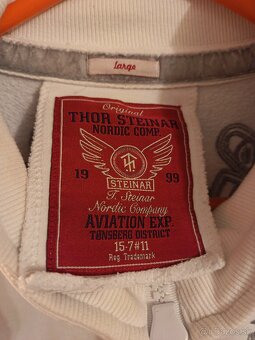 Large
Original
THOR STEINAR
NORDIC COMP.
STEINAR
19 99
T. Steinar
Nordic Company
AVIATION EXP.
TØNSBERG DISTRICT
15-7#11
Reg. Trademark